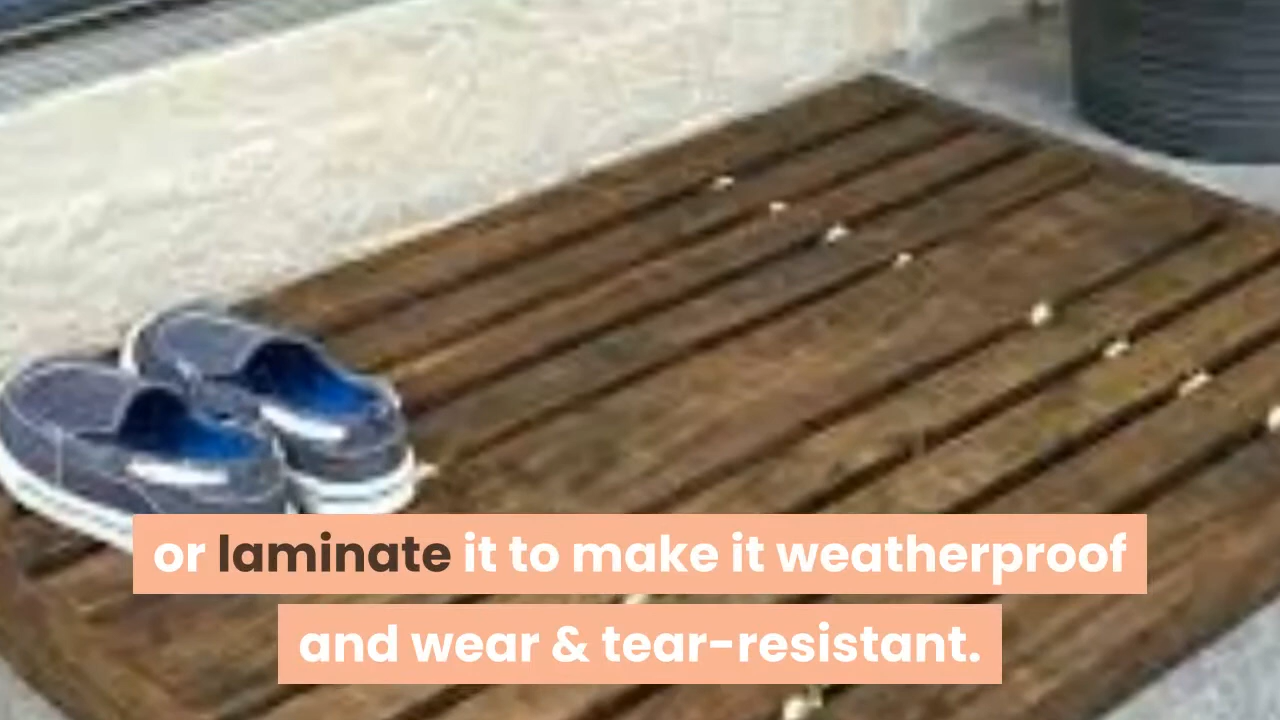 or laminate it to make it weatherproof
and wear & tear-resistant.